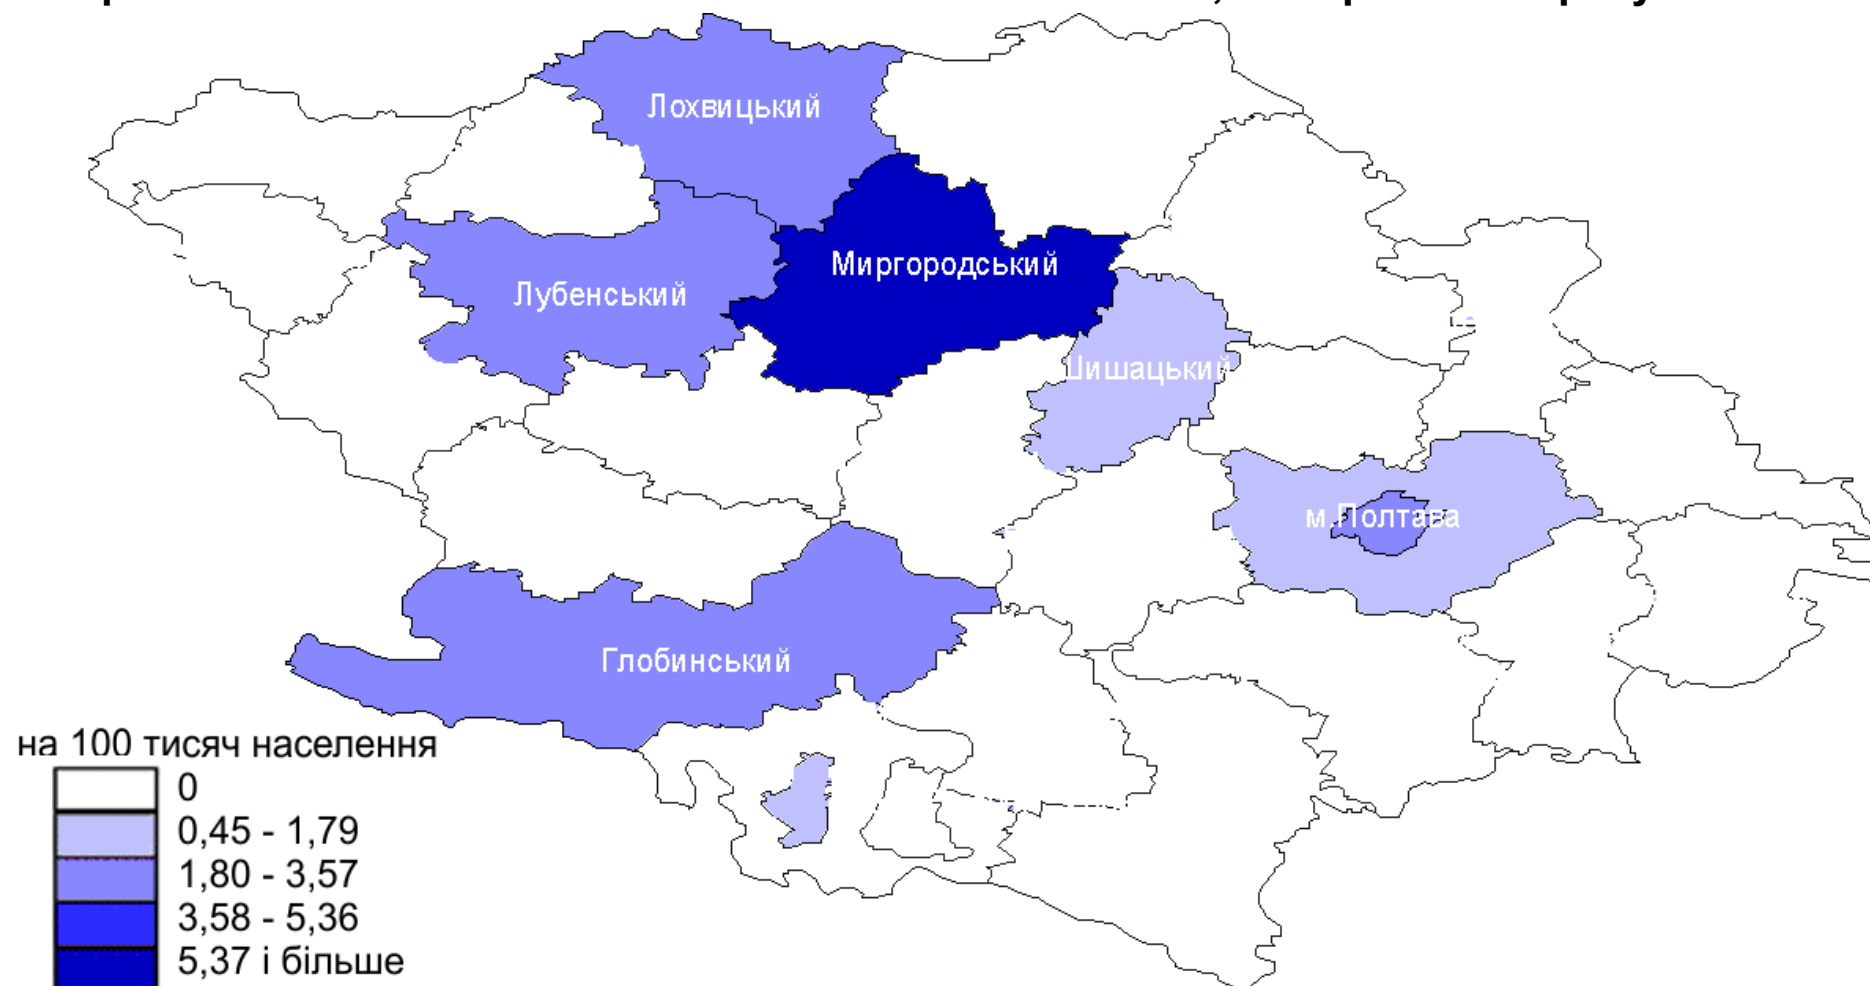 Лохвицький
Миргородський
Лубенський
Шишацький
м.Полтава
Глобинський
на 100 тисяч населення
0
0,45 - 1,79
1,80 - 3,57
3,58 - 5,36
5,37 і більше